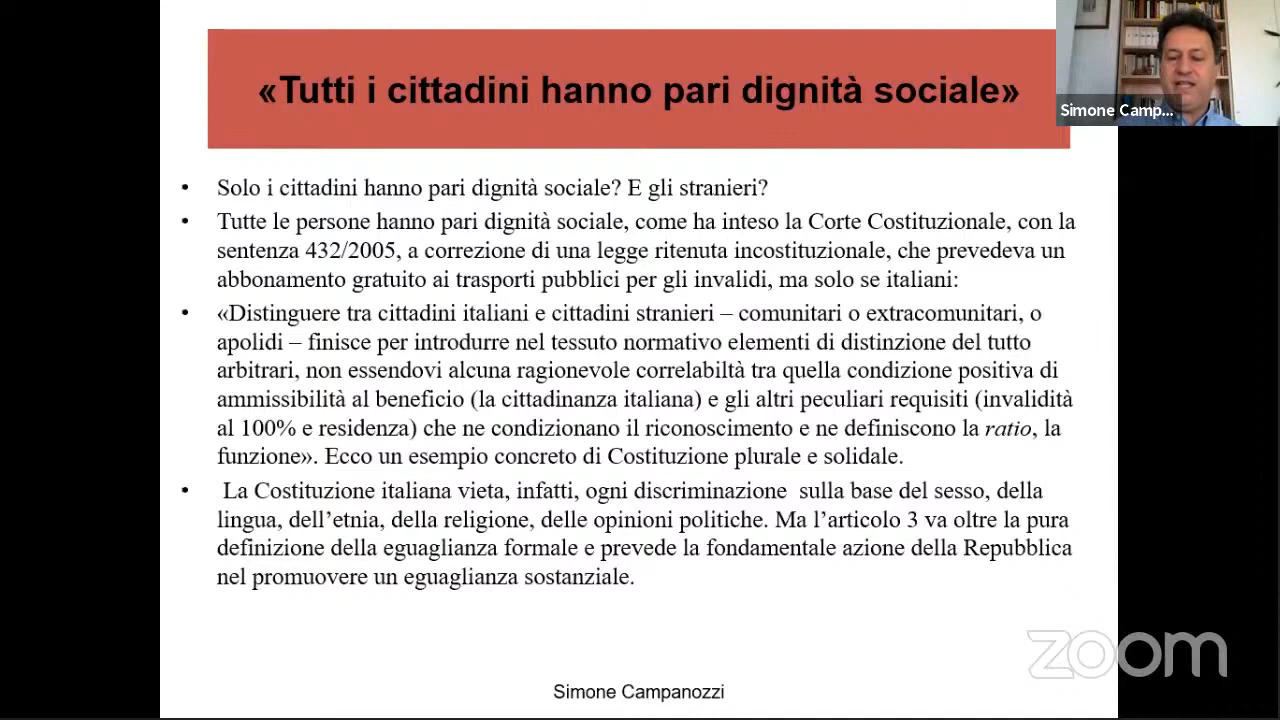 «Tutti i cittadini hanno pari dignità sociale»
Simone Camp...
• Solo i cittadini hanno pari dignità sociale? E gli stranieri?
• Tutte le persone hanno pari dignità sociale, come ha inteso la Corte Costituzionale, con la
sentenza 432/2005, a correzione di una legge ritenuta incostituzionale, che prevedeva un
abbonamento gratuito ai trasporti pubblici per gli invalidi, ma solo se italiani:
• «Distinguere tra cittadini italiani e cittadini stranieri – comunitari o extracomunitari, o
apolidi – finisce per introdurre nel tessuto normativo elementi di distinzione del tutto
arbitrari, non essendovi alcuna ragionevole correlabiltà tra quella condizione positiva di
ammissibilità al beneficio (la cittadinanza italiana) e gli altri peculiari requisiti (invalidità
al 100% e residenza) che ne condizionano il riconoscimento e ne definiscono la ratio, la
funzione». Ecco un esempio concreto di Costituzione plurale e solidale.
• La Costituzione italiana vieta, infatti, ogni discriminazione sulla base del sesso, della
lingua, dell’etnia, della religione, delle opinioni politiche. Ma l’articolo 3 va oltre la pura
definizione della eguaglianza formale e prevede la fondamentale azione della Repubblica
nel promuovere un eguaglianza sostanziale.
zoom
Simone Campanozzi